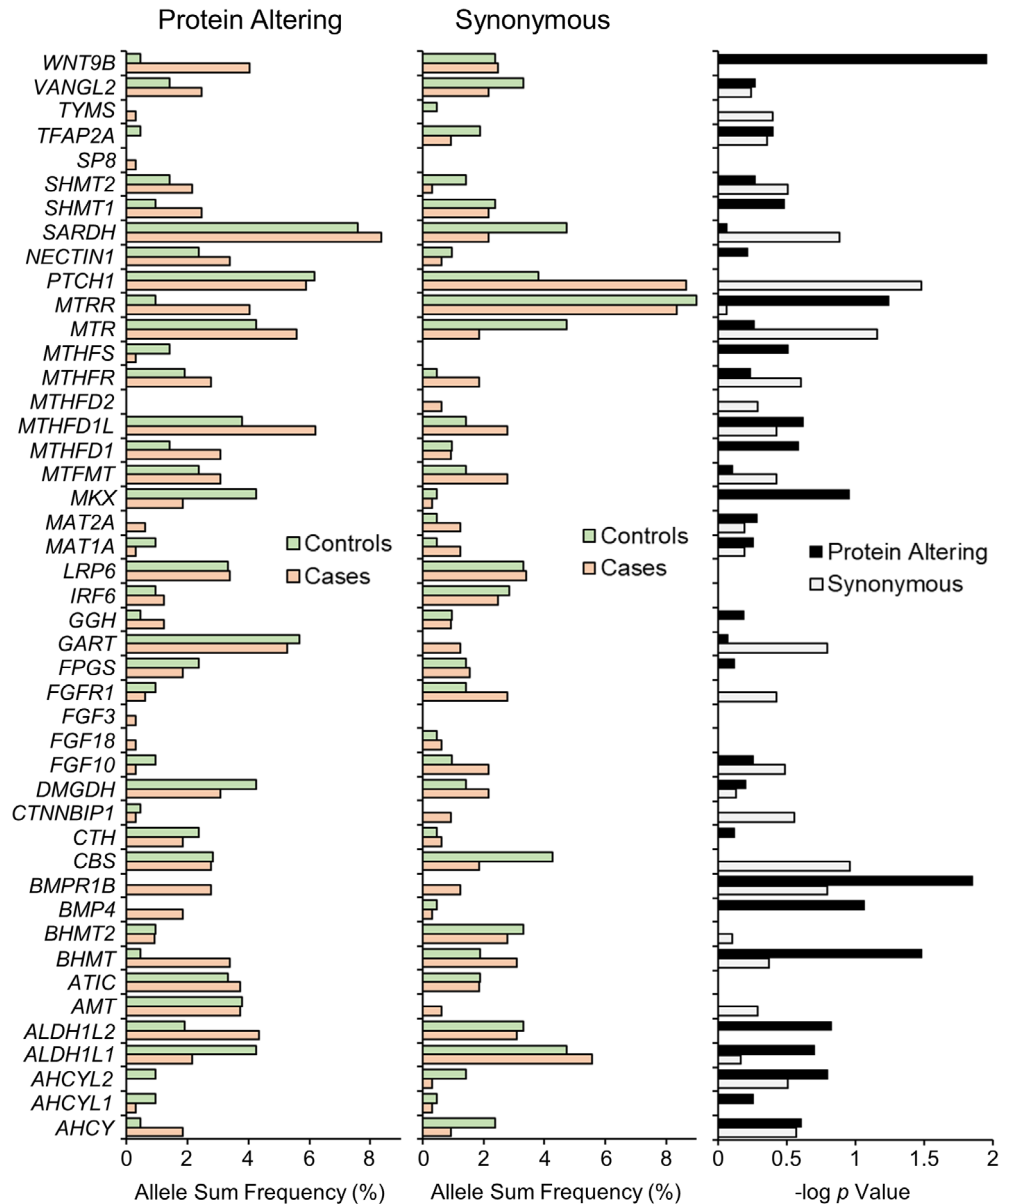 Protein Altering
Synonymous
WNT9B
VANGL2
TYMS
TFAP2A
SP8
SHMT2
SHMT1
SARDH
NECTIN1
PTCH1
MTRR
MTR
MTHFS
MTHFR
MTHFD2
MTHFD1L
MTHFD1
MTFMT
MKX
MAT2A
MAT1A
LRP6
IRF6
GGH
GART
FPGS
FGFR1
FGF3
FGF18
FGF10
DMGDH
CTNNBIP1
CTH
CBS
BMPR1B
BMP4
BHMT2
BHMT
ATIC
AMT
ALDH1L2
ALDH1L1
AHCYL2
AHCYL1
AHCY
Controls
Cases
Controls
Cases
Protein Altering
Synonymous
0 2 4 6 8
0 2 4 6 8
0 0.5 1 1.5 2
Allele Sum Frequency (%)
Allele Sum Frequency (%)
-log p Value